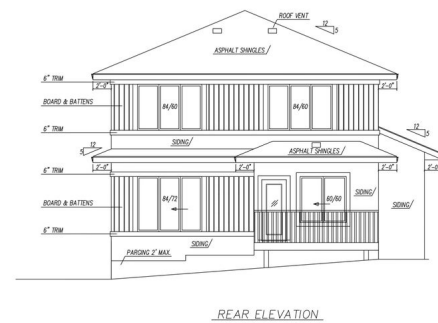 ROOF VENT
12
5
ASPHALT SHINGLES
6" TRIM
2'-0"
2'-0"
84/60
84/60
BOARD & BATTENS
6" TRIM
12
5
SIDING
12
5
ASPHALT SHINGLES
2'-0"
2'-0"
2'-0"
6" TRIM
84/72
60/60
SIDING
SIDING
BOARD & BATTENS
6" TRIM
SIDING
PARGING 2' MAX.
REAR ELEVATION